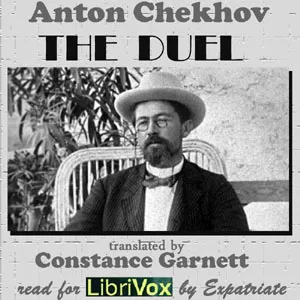 Anton Chekhov
THE DUEL
translated by
Constance Garnett
read for LibriVox by Expatriate